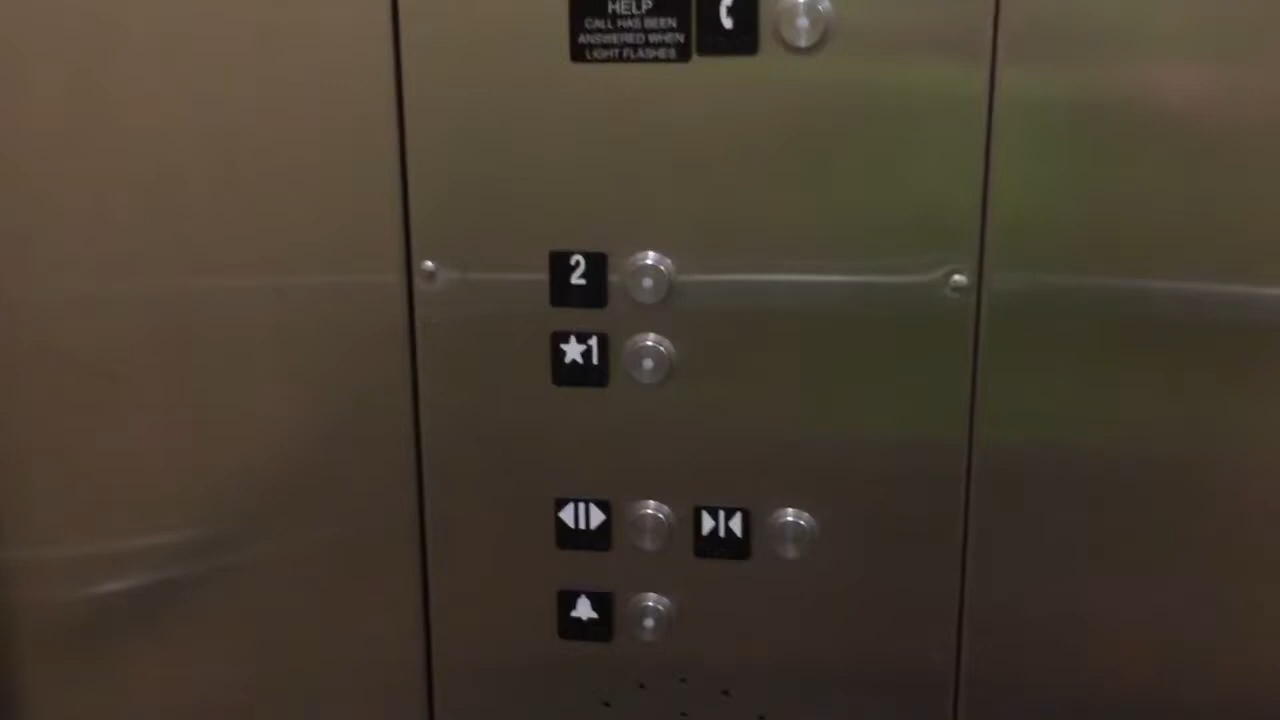 HELP
CALL HAS BEEN
ANSWERED WHEN
LIGHT FLASHES
2
★1